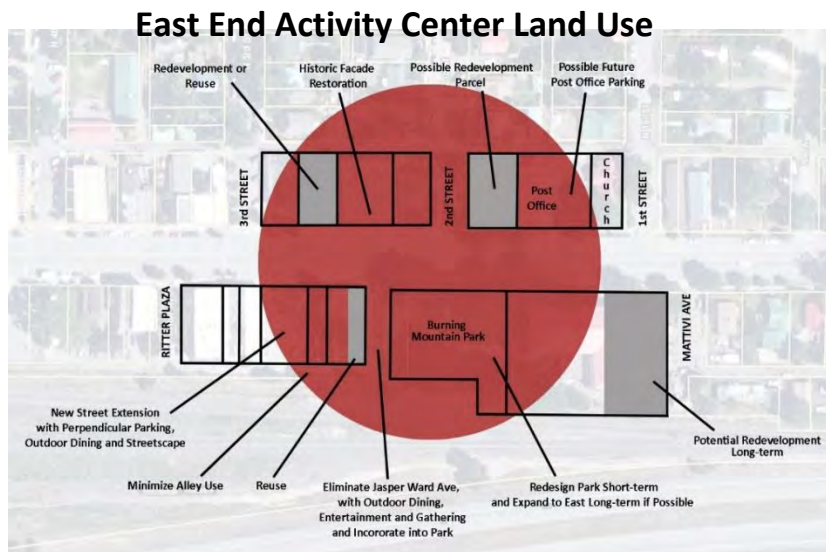 East End Activity Center Land Use
Redevelopment or
Reuse
Historic Facade
Restoration
Possible Redevelopment
Parcel
Possible Future
Post Office Parking
3rd STREET
2nd STREET
Post
Office
Church
1st STREET
RITTER PLAZA
Burning
Mountain Park
MATTIVI AVE
New Street Extension
with Perpendicular Parking,
Outdoor Dining and Streetscape
Minimize Alley Use
Reuse
Eliminate Jasper Ward Ave,
with Outdoor Dining,
Entertainment and Gathering
and Incororate into Park
Redesign Park Short-term
and Expand to East Long-term if Possible
Potential Redevelopment
Long-term